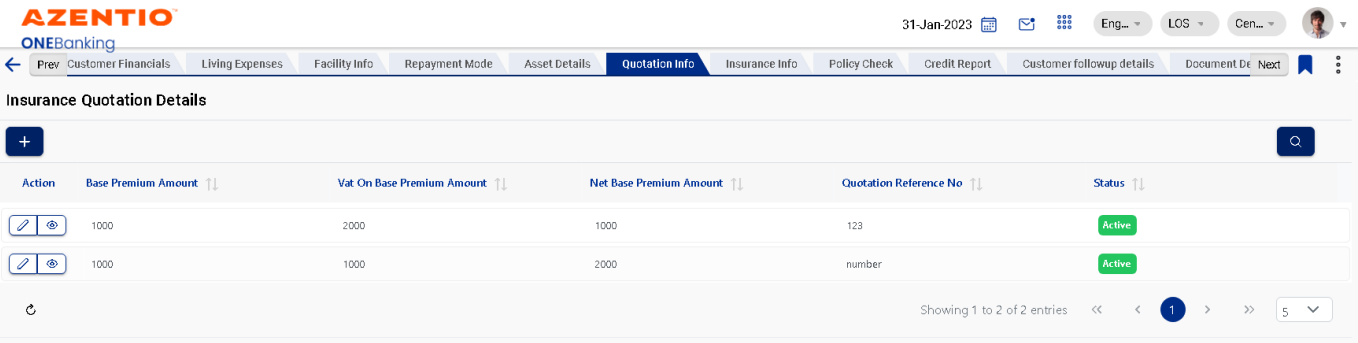 AZENTIO
ONEBanking
31-Jan-2023 Eng... LOS Cen...
Prev Customer Financials Living Expenses Facility Info Repayment Mode Asset Details Quotation Info Insurance Info Policy Check Credit Report Customer followup details Document De Next
Insurance Quotation Details
+
Action Base Premium Amount Vat On Base Premium Amount Net Base Premium Amount Quotation Reference No Status
1000 2000 1000 123 Active
1000 1000 2000 number Active
Showing 1 to 2 of 2 entries << < 1 > >> 5